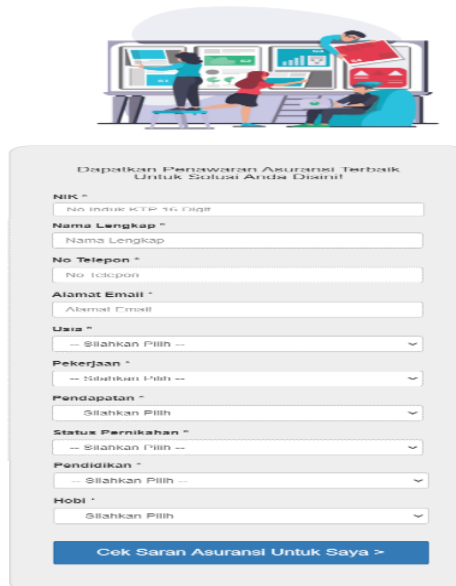 Dapatkan Penawaran Asuransi Terbaik
Untuk Solusi Anda Disini!
NIK *
No Induk KTP 16 Digit
Nama Lengkap *
Nama Lengkap
No Telepon *
No Telepon
Alamat Email *
Alamat Email
Usia *
-- Silahkan Pilih --
Pekerjaan *
-- Silahkan Pilih --
Pendapatan *
Silahkan Pilih
Status Pernikahan *
-- Silahkan Pilih --
Pendidikan *
-- Silahkan Pilih --
Hobi *
Silahkan Pilih
Cek Saran Asuransi Untuk Saya >